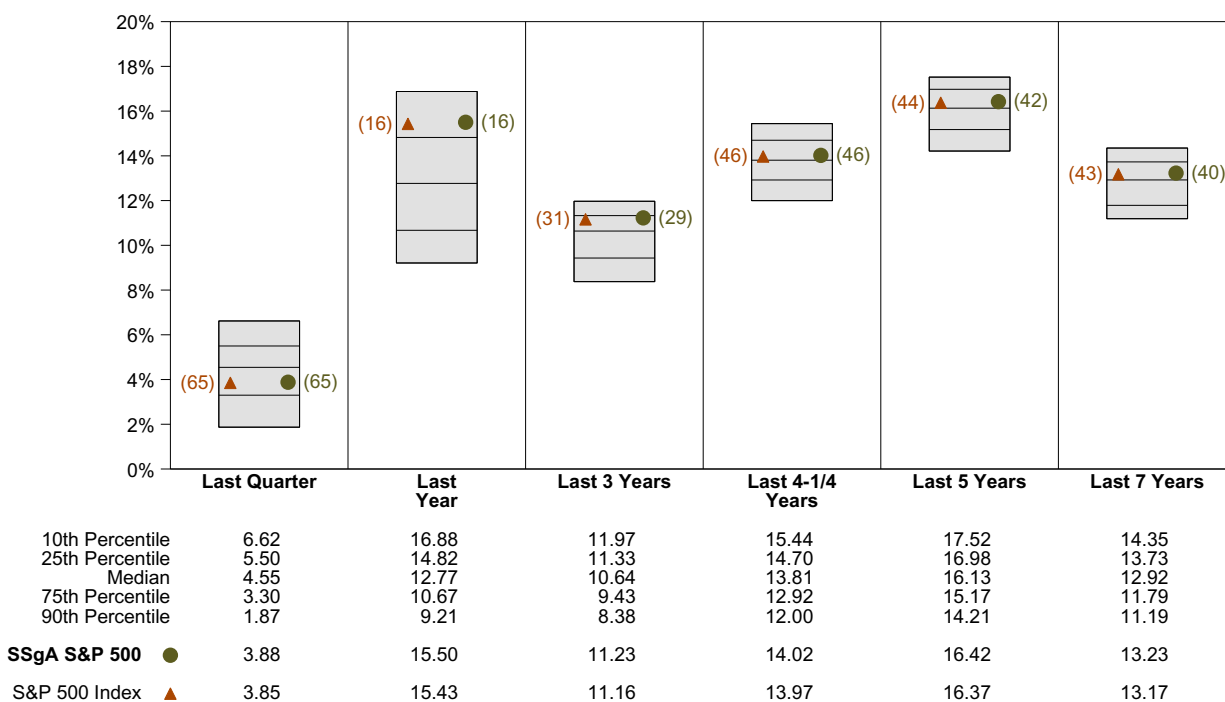 20%
18%
16%
14%
12%
10%
8%
6%
4%
2%
0%
(65) (65)
(16) (16)
(31) (29)
(46) (46)
(44) (42)
(43) (40)
Last Quarter Last Year Last 3 Years Last 4-1/4 Years Last 5 Years Last 7 Years
10th Percentile 6.62 16.88 11.97 15.44 17.52 14.35
25th Percentile 5.50 14.82 11.33 14.70 16.98 13.73
Median 4.55 12.77 10.64 13.81 16.13 12.92
75th Percentile 3.30 10.67 9.43 12.92 15.17 11.79
90th Percentile 1.87 9.21 8.38 12.00 14.21 11.19
SSgA S&P 500 3.88 15.50 11.23 14.02 16.42 13.23
S&P 500 Index 3.85 15.43 11.16 13.97 16.37 13.17